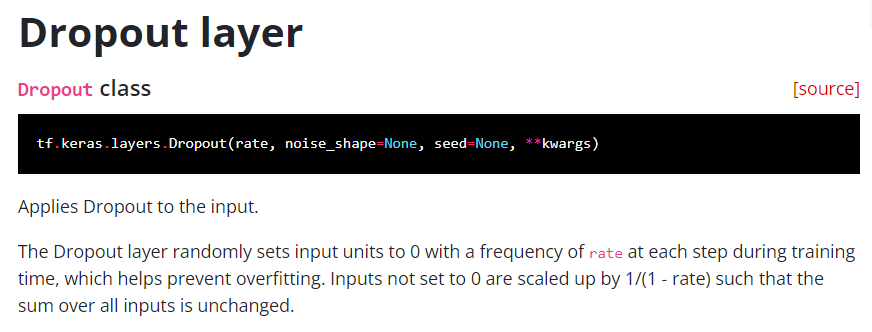 Dropout layer
Dropout class [source]
tf.keras.layers.Dropout(rate, noise_shape=None, seed=None, **kwargs)
Applies Dropout to the input.
The Dropout layer randomly sets input units to 0 with a frequency of rate at each step during training
time, which helps prevent overfitting. Inputs not set to 0 are scaled up by 1/(1 - rate) such that the
sum over all inputs is unchanged.